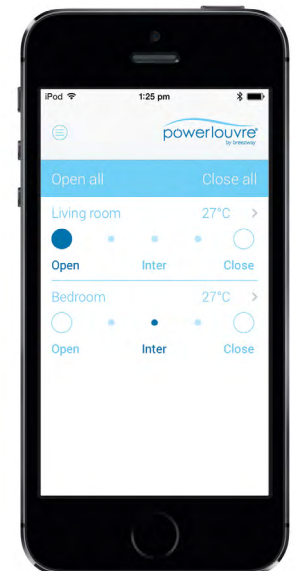 iPod 1:25 pm
powerlouvre®
by breezway
Open all Close all
Living room 27°C >
Open Inter Close
Bedroom 27°C >
Open Inter Close